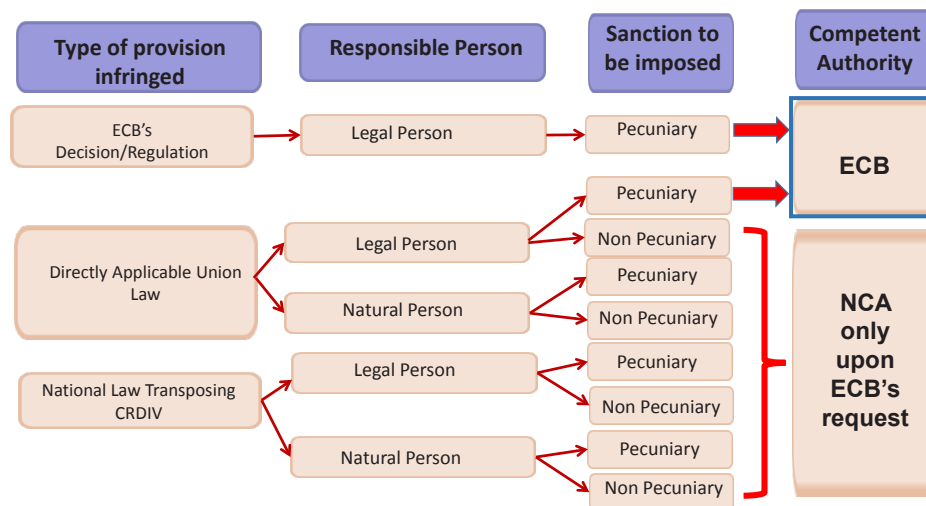 Type of provision
infringed
Responsible Person
Sanction to
be imposed
Competent
Authority
ECB's
Decision/Regulation
Legal Person
Pecuniary
ECB
Directly Applicable Union
Law
Legal Person
Pecuniary
Non Pecuniary
Natural Person
Pecuniary
Non Pecuniary
National Law Transposing
CRDIV
Legal Person
Pecuniary
Non Pecuniary
Natural Person
Pecuniary
Non Pecuniary
NCA
only
upon
ECB's
request